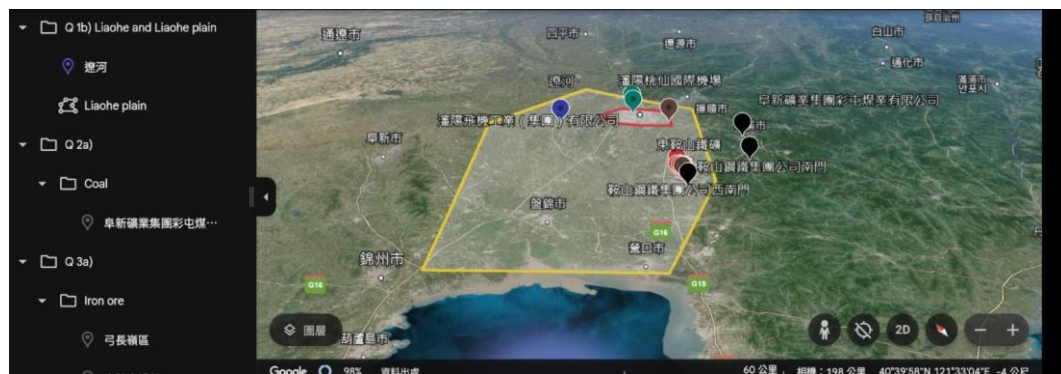 Q 1b) Liaohe and Liaohe plain
遼河
Liaohe plain
Q 2a)
Coal
阜新礦業集團彩屯煤…
Q 3a)
Iron ore
弓長嶺區
通遼市
四平市
遼源市
白山市
通化市
遼河
瀋陽桃仙國際機場
撫順市
阜新礦業集團彩屯煤業有限公司
瀋陽飛機工業（集團）有限公司
阜新市
東鞍山鐵礦
鞍山鋼鐵集團公司南門
鞍山鋼鐵集團公司西南門
盤錦市
G16
營口市
錦州市
G16
G15
葫蘆島市
圖層
2D
Google
98%
資料出處
60 公里
相機：198 公里
40°39'58"N 121°33'04"E
-4 公尺